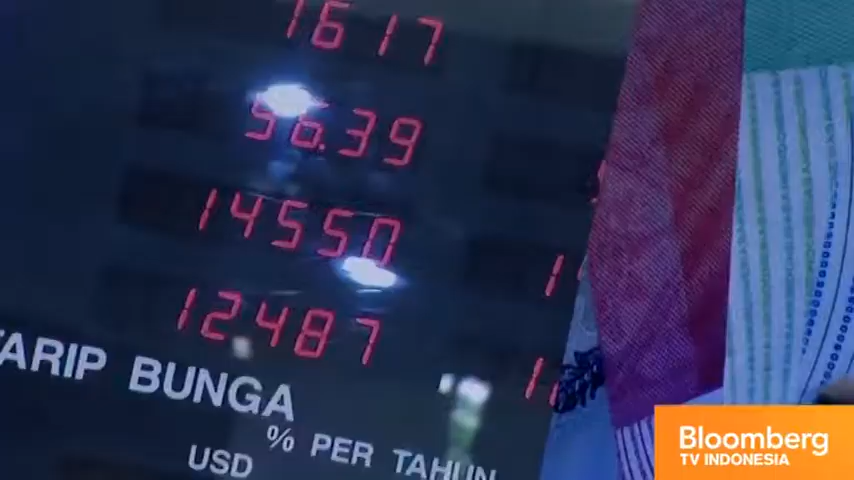 1617
56.39
14550
12487
TARIP BUNGA
% PER TAHUN
USD
Bloomberg
TV INDONESIA